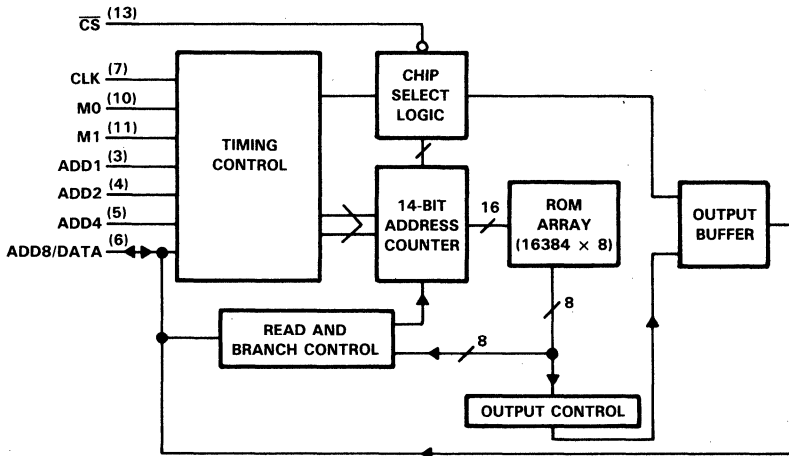 CS (13)
CLK (7)
M0 (10)
M1 (11)
ADD1 (3)
ADD2 (4)
ADD4 (5)
ADD8/DATA (6)
TIMING
CONTROL
CHIP
SELECT
LOGIC
14-BIT
ADDRESS
COUNTER
16
ROM
ARRAY
(16384 × 8)
OUTPUT
BUFFER
READ AND
BRANCH CONTROL
8
8
OUTPUT CONTROL